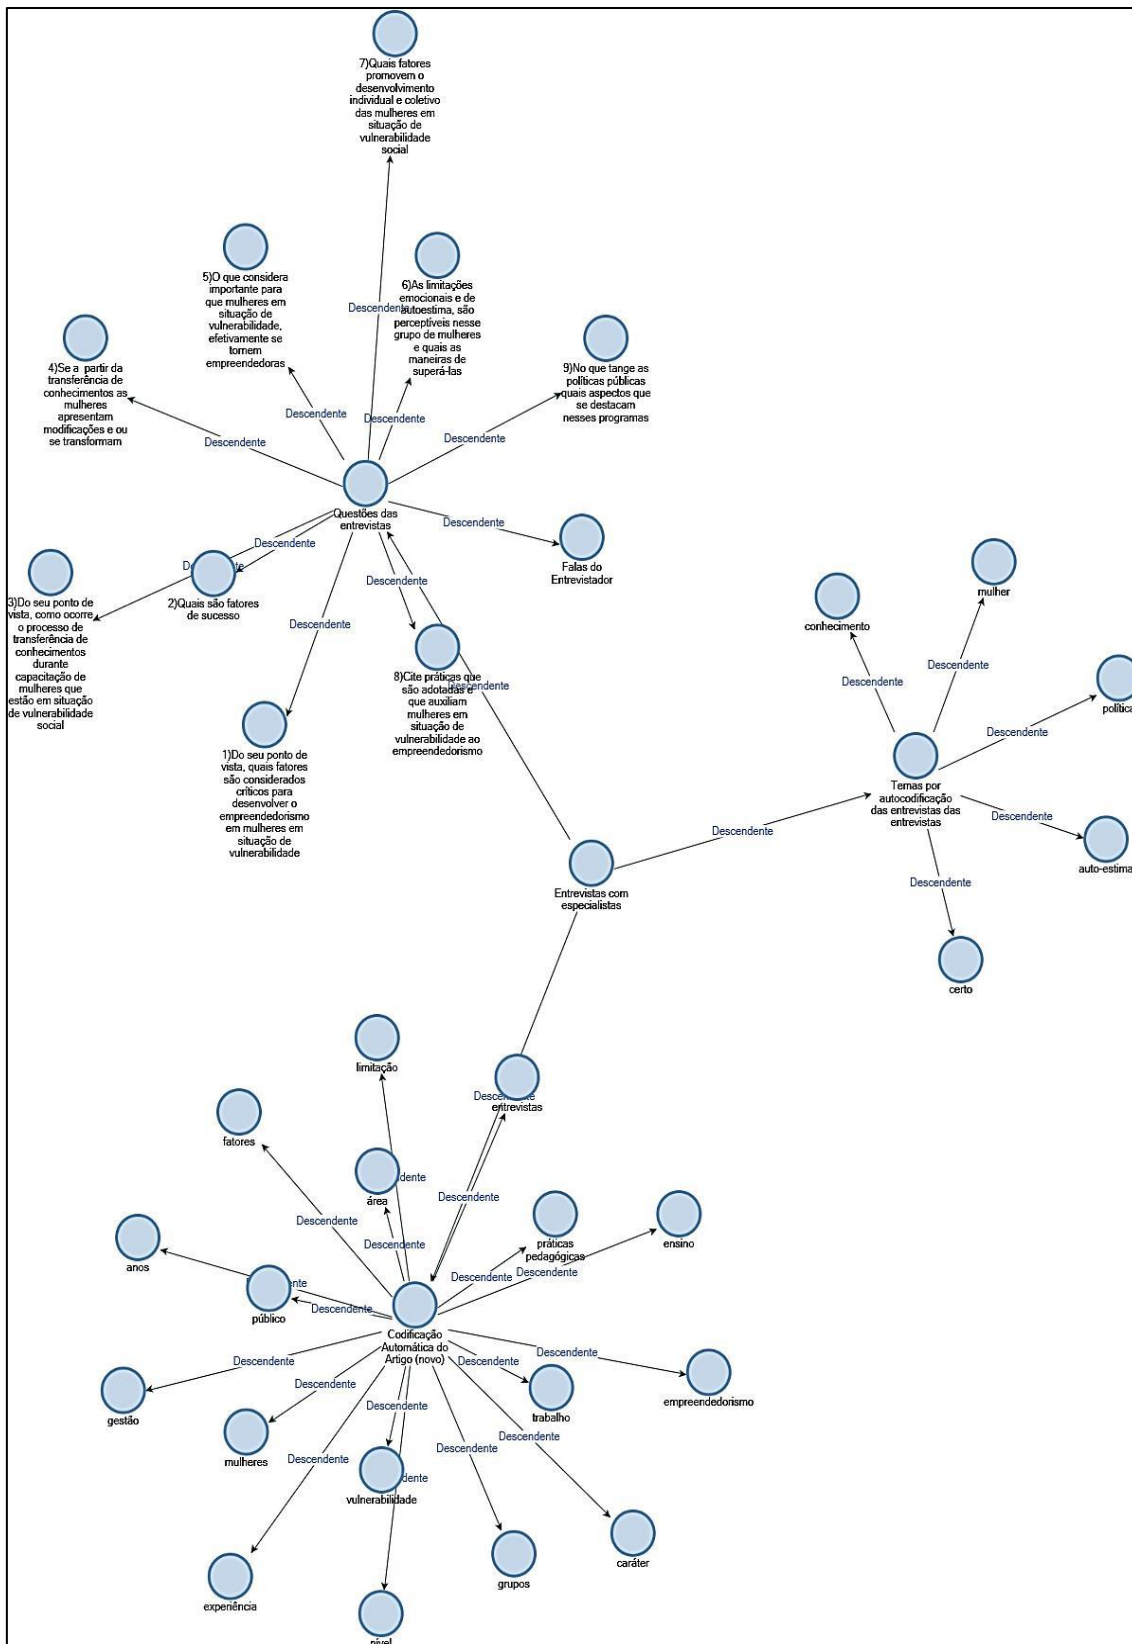 7)Quais fatores
promovem o
desenvolvimento
individual e coletivo
das mulheres em
situação de
vulnerabilidade
social
5)O que considera
importante para
que mulheres em
situação de
vulnerabilidade,
efetivamente se
tornem
empreendedoras
6)As limitações
emocionais e de
autoestima, são
perceptíveis nesse
grupo de mulheres
e quais as
maneiras de
superá-las
Descendente
4)Se a partir da
transferência de
conhecimentos as
mulheres
apresentam
modificações e ou
se transformam
9)No que tange as
políticas públicas
quais aspectos que
se destacam
nesses programas
Descendente
Descendente
Descendente
Descendente
Questões das
entrevistas
Descendente
Descendente
Falas do
Entrevistador
3)Do seu ponto de
vista, como ocorre
o processo de
transferência de
conhecimentos
durante
capacitação de
mulheres que
estão em situação
de vulnerabilidade
social
2)Quais são fatores
de sucesso
Descendente
Descendente
8)Cite práticas que
são adotadas e
que auxiliam
mulheres em
situação de
vulnerabilidade ao
empreendedorismo
Descendente
1)Do seu ponto de
vista, quais fatores
são considerados
críticos para
desenvolver o
empreendedorismo
em mulheres em
situação de
vulnerabilidade
mulher
conhecimento
Descendente
Descendente
política
Descendente
Temas por
autocodificação
das entrevistas das
entrevistas
Descendente
Descendente
auto-estima
Descendente
certo
Entrevistas com
especialistas
limitação
entrevistas
fatores
área
Descendente
Descendente
Descendente
práticas
pedagógicas
ensino
anos
Descendente
Descendente
público
Descendente
Codificação
Automática do
Artigo (novo)
Descendente
Descendente
Descendente
gestão
Descendente
empreendedorismo
Descendente
trabalho
mulheres
Descendente
Descendente
Descendente
vulnerabilidade
caráter
grupos
experiência
nível